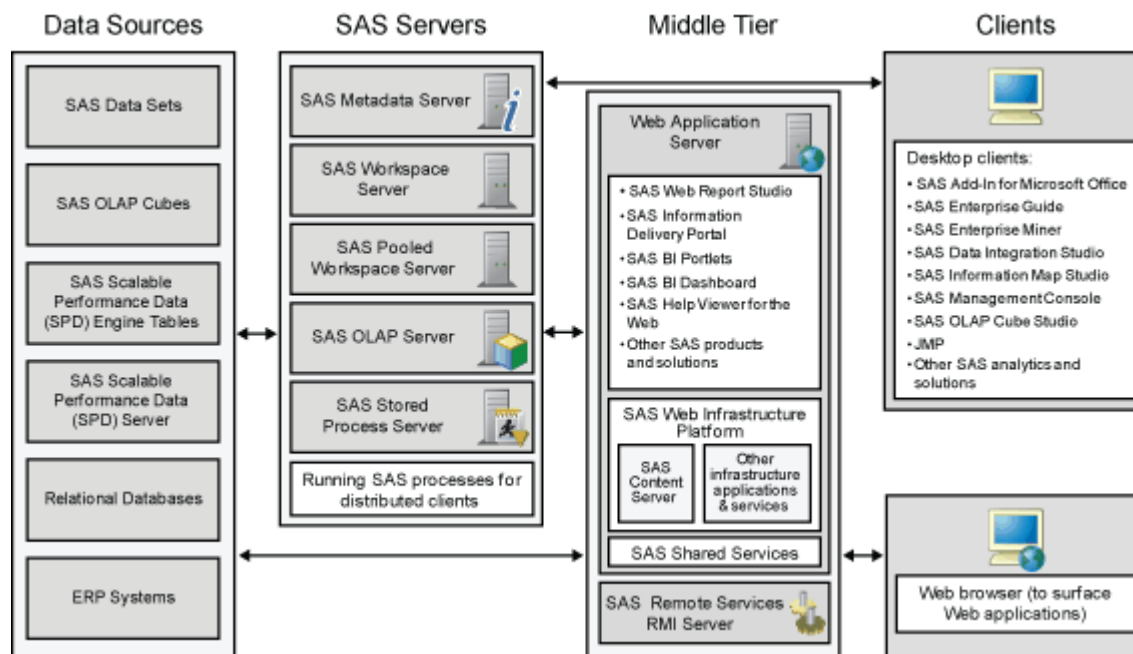 Data Sources
SAS Servers
Middle Tier
Clients
SAS Data Sets
SAS OLAP Cubes
SAS Scalable
Performance Data
(SPD) Engine Tables
SAS Scalable
Performance Data
(SPD) Server
Relational Databases
ERP Systems
SAS Metadata Server
SAS Workspace
Server
SAS Pooled
Workspace Server
SAS OLAP Server
SAS Stored
Process Server
Running SAS processes for
distributed clients
Web Application
Server
• SAS Web Report Studio
• SAS Information
Delivery Portal
• SAS BI Portlets
• SAS BI Dashboard
• SAS Help Viewer for the
Web
• Other SAS products
and solutions
SAS Web Infrastructure
Platform
SAS
Content
Server
Other
infrastructure
applications
& services
SAS Shared Services
SAS Remote Services
RMI Server
Desktop clients:
• SAS Add-In for Microsoft Office
• SAS Enterprise Guide
• SAS Enterprise Miner
• SAS Data Integration Studio
• SAS Information Map Studio
• SAS Management Console
• SAS OLAP Cube Studio
• JMP
• Other SAS analytics and
solutions
Web browser (to surface
Web applications)